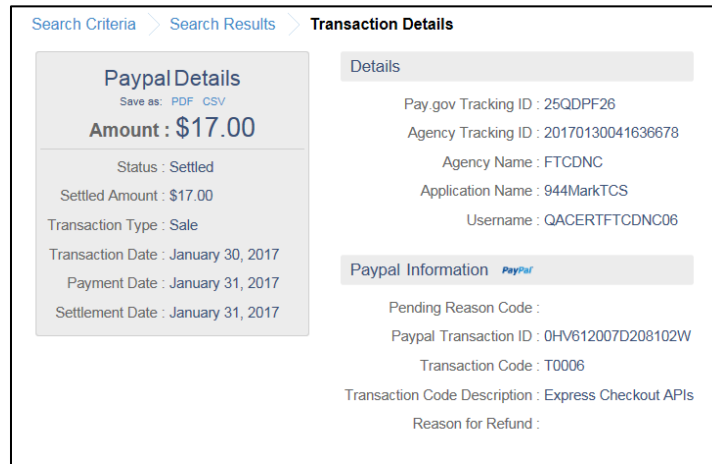 Search Criteria Search Results Transaction Details
Paypal Details
Save as: PDF CSV
Amount : $17.00
Status : Settled
Settled Amount : $17.00
Transaction Type : Sale
Transaction Date : January 30, 2017
Payment Date : January 31, 2017
Settlement Date : January 31, 2017
Details
Pay.gov Tracking ID : 25QDPF26
Agency Tracking ID : 20170130041636678
Agency Name : FTCDNC
Application Name : 944MarkTCS
Username : QACERTFTCDNC06
Paypal Information PayPal
Pending Reason Code :
Paypal Transaction ID : 0HV612007D208102W
Transaction Code : T0006
Transaction Code Description : Express Checkout APIs
Reason for Refund :